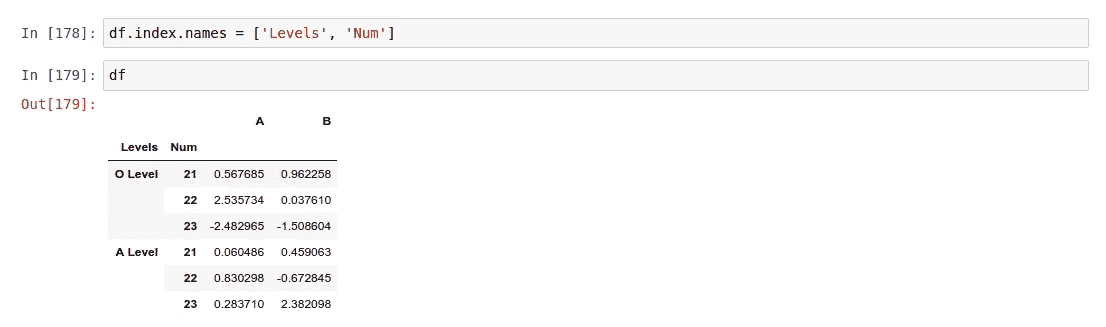 In [178]: df.index.names = ['Levels', 'Num']
In [179]: df
Out[179]:
A B
Levels Num
O Level 21 0.567685 0.962258
22 2.535734 0.037610
23 -2.482965 -1.508604
A Level 21 0.060486 0.459063
22 0.830298 -0.672845
23 0.283710 2.382098